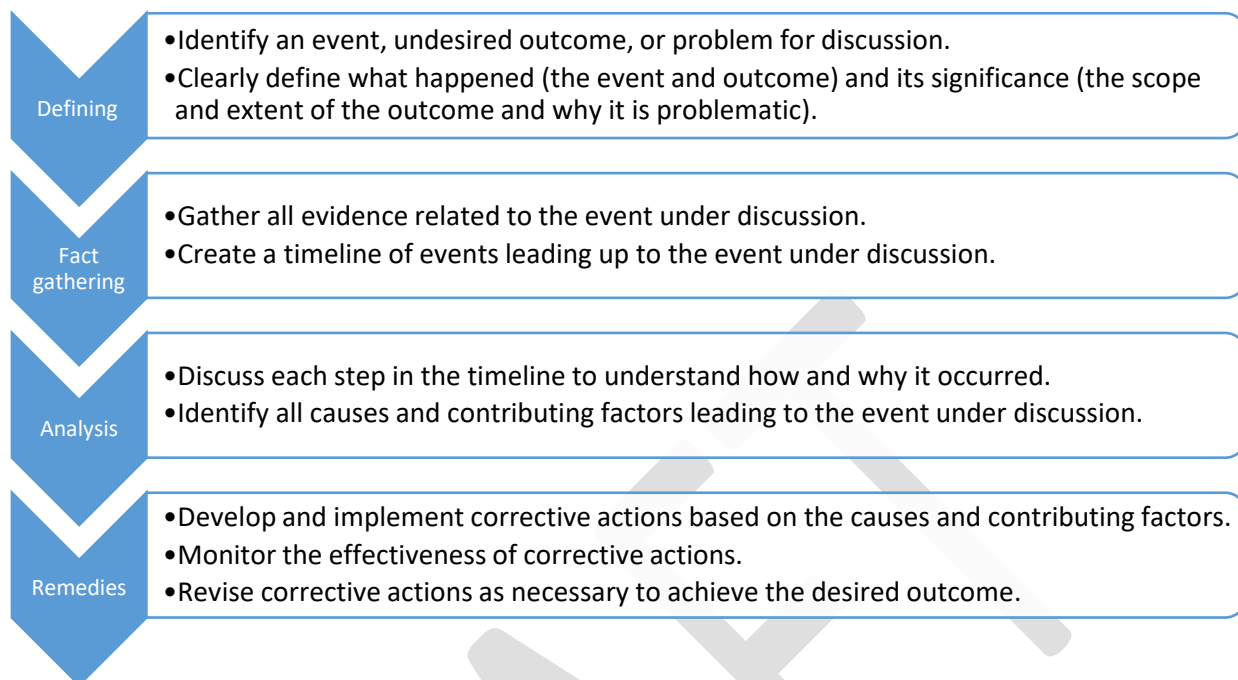 Defining
•Identify an event, undesired outcome, or problem for discussion.
•Clearly define what happened (the event and outcome) and its significance (the scope
and extent of the outcome and why it is problematic).
Fact
gathering
•Gather all evidence related to the event under discussion.
•Create a timeline of events leading up to the event under discussion.
Analysis
•Discuss each step in the timeline to understand how and why it occurred.
•Identify all causes and contributing factors leading to the event under discussion.
Remedies
•Develop and implement corrective actions based on the causes and contributing factors.
•Monitor the effectiveness of corrective actions.
•Revise corrective actions as necessary to achieve the desired outcome.